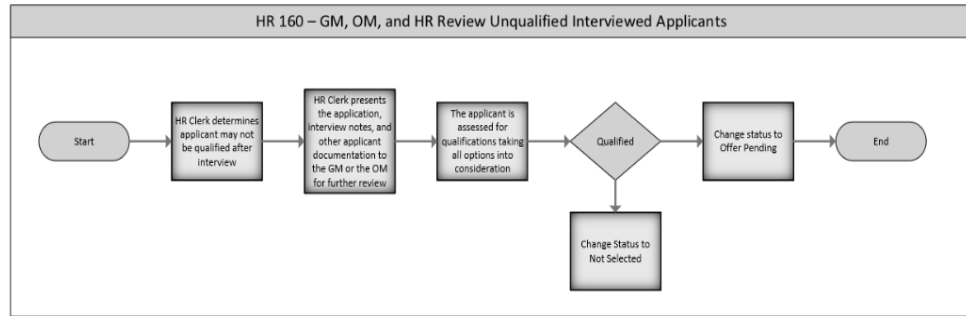 HR 160 – GM, OM, and HR Review Unqualified Interviewed Applicants
Start
HR Clerk determines
applicant may not
be qualified after
interview
HR Clerk presents
the application,
interview notes, and
other applicant
documentation to
the GM or the OM
for further review
The applicant is
assessed for
qualifications taking
all options into
consideration
Qualified
Change status to
Offer Pending
End
Change Status to
Not Selected